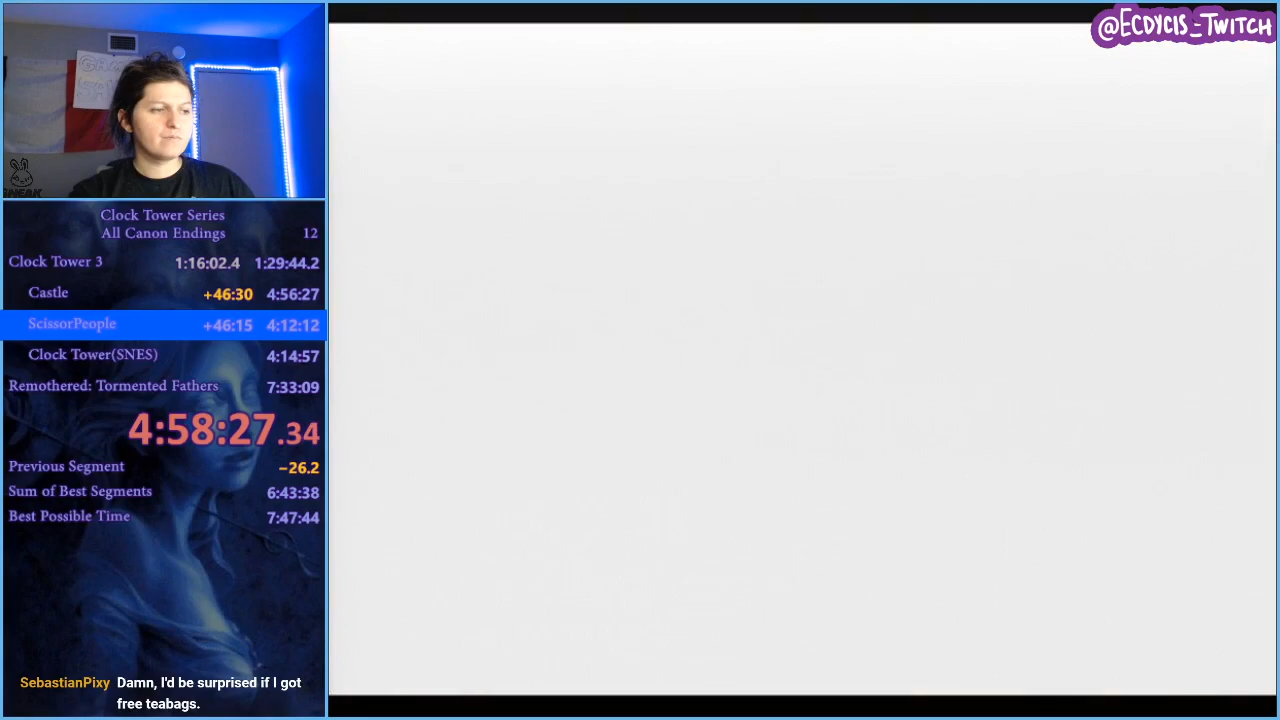 @ECDYCIS_TWITCH
SNEAK
Clock Tower Series
All Canon Endings 12
Clock Tower 3 1:16:02.4 1:29:44.2
Castle +46:30 4:56:27
ScissorPeople +46:15 4:12:12
Clock Tower(SNES) 4:14:57
Remothered: Tormented Fathers 7:33:09
4:58:27.34
Previous Segment −26.2
Sum of Best Segments 6:43:38
Best Possible Time 7:47:44
SebastianPixy Damn, I'd be surprised if I got
free teabags.